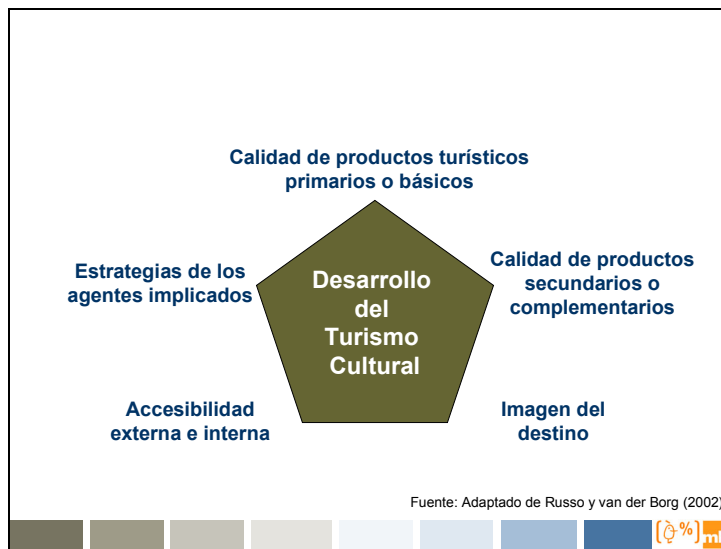 Calidad de productos turísticos
primarios o básicos
Estrategias de los
agentes implicados
Calidad de productos
secundarios o
complementarios
Desarrollo
del
Turismo
Cultural
Accesibilidad
externa e interna
Imagen del
destino
Fuente: Adaptado de Russo y van der Borg (2002)